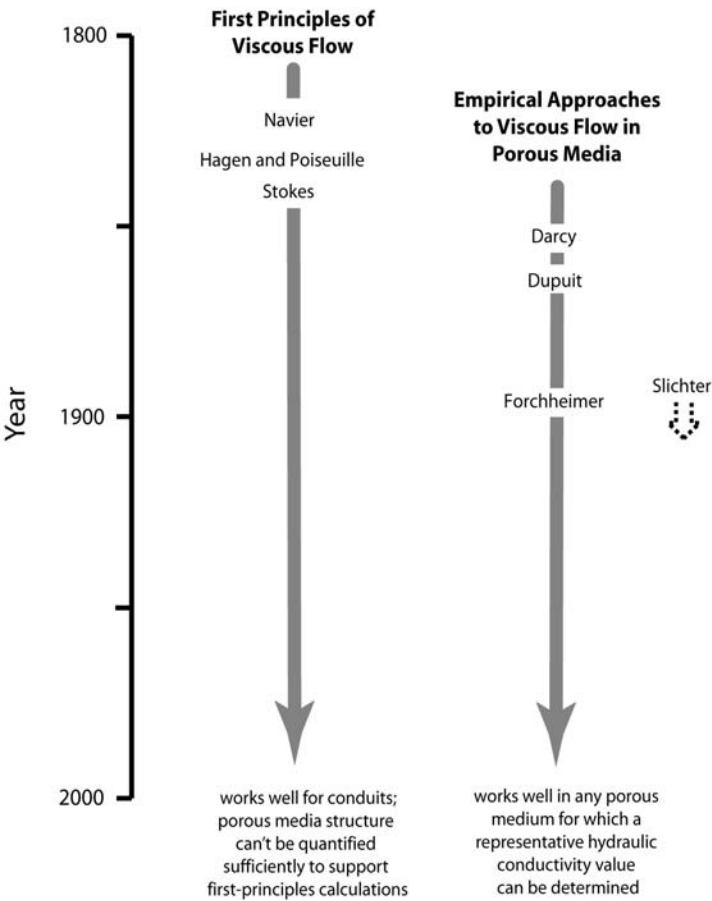 First Principles of
Viscous Flow
1800
Navier
Hagen and Poiseuille
Stokes
Empirical Approaches
to Viscous Flow in
Porous Media
Darcy
Dupuit
Forchheimer
Slichter
Year
1900
2000
works well for conduits;
porous media structure
can't be quantified
sufficiently to support
first-principles calculations
works well in any porous
medium for which a
representative hydraulic
conductivity value
can be determined